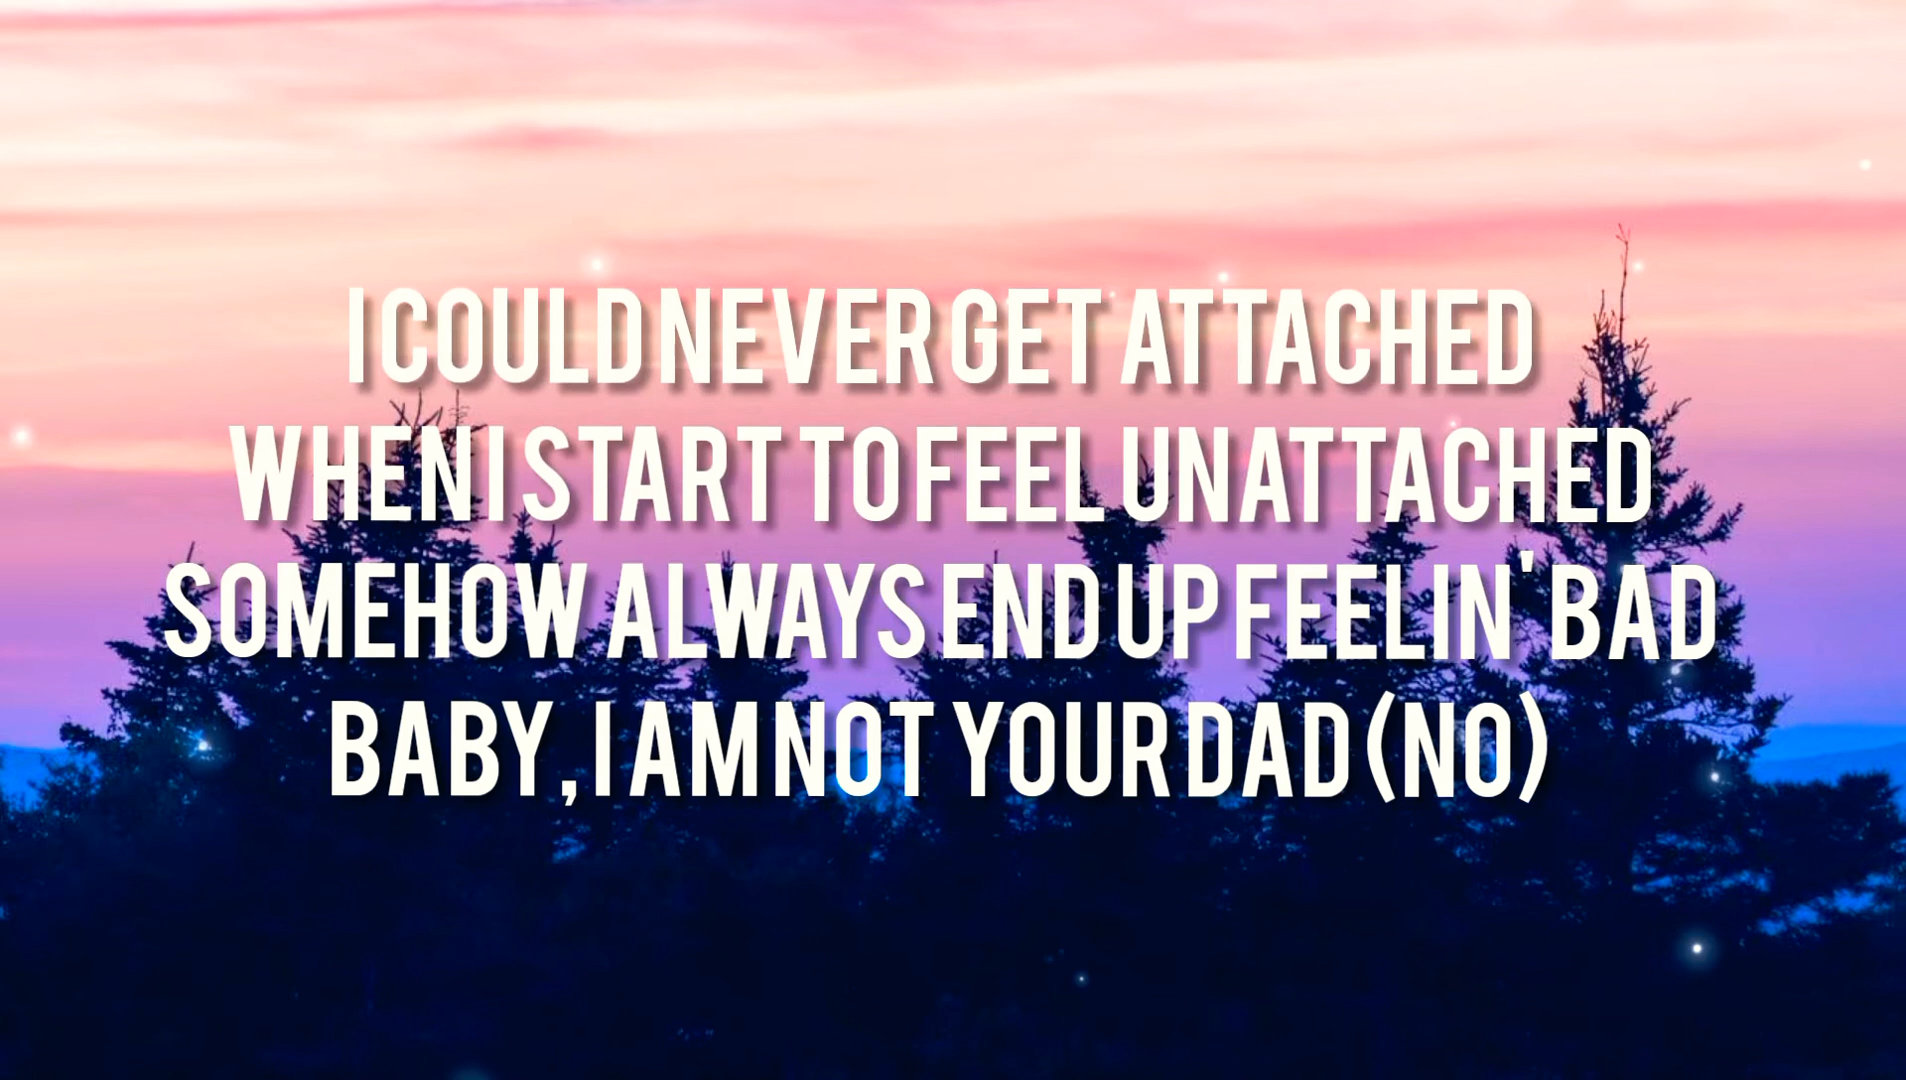 I COULD NEVER GET ATTACHED
WHEN I START TO FEEL UNATTACHED
SOMEHOW ALWAYS END UP FEELIN' BAD
BABY, I AM NOT YOUR DAD (NO)